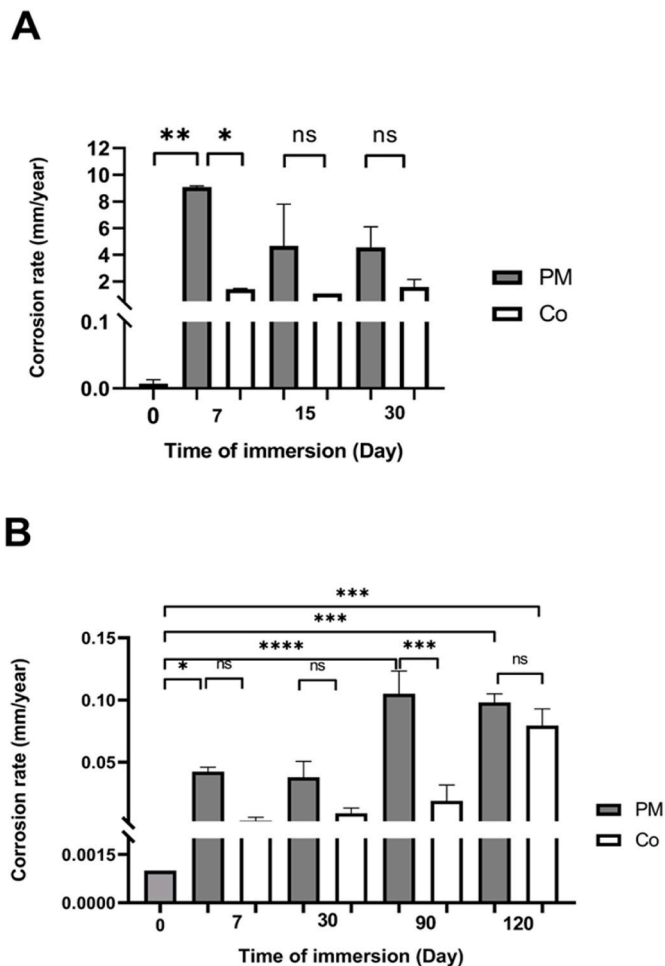 A
** * ns ns
12
10
8
6
4
2
0.1
0.0
Corrosion rate (mm/year)
0 7 15 30
Time of immersion (Day)
PM
Co
B
***
***
**** ***
* ns ns ns
0.15
0.10
0.05
0.0015
0.0000
Corrosion rate (mm/year)
0 7 30 90 120
Time of immersion (Day)
PM
Co